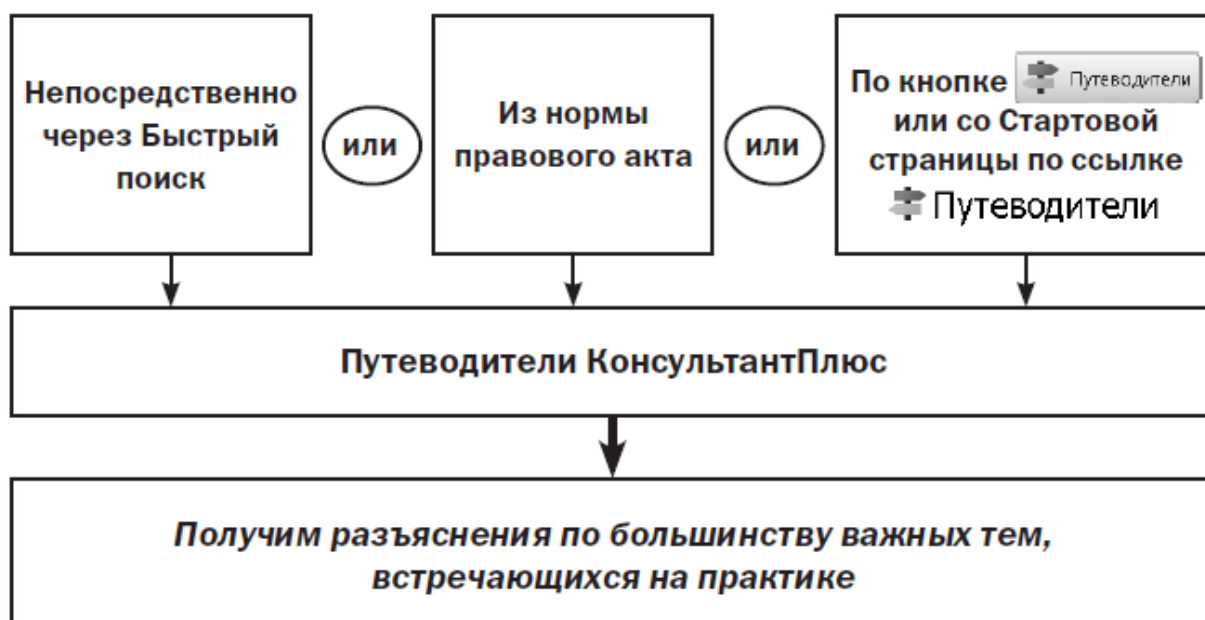 Непосредственно
через Быстрый
поиск
или
Из нормы
правового акта
или
По кнопке Путеводители
или со Стартовой
страницы по ссылке
Путеводители
Путеводители КонсультантПлюс
Получим разъяснения по большинству важных тем,
встречающихся на практике